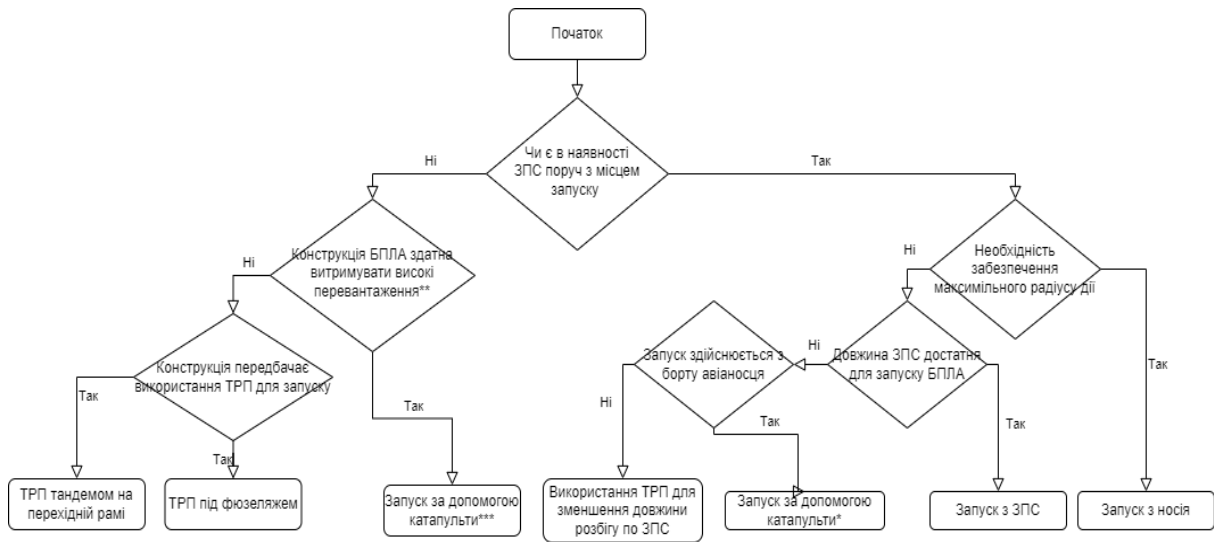 Початок
Чи є в наявності
ЗПС поруч з місцем
запуску
Ні
Так
Конструкція БПЛА здатна
витримувати високі
перевантаження**
Необхідність
забезпечення
максимільного радіусу дії
Ні
Ні
Конструкція передбачає
використання ТРП для запуску
Запуск здійснюється з
борту авіаносця
Ні
Довжина ЗПС достатня
для запуску БПЛА
Так
Так
Так
Ні
Так
Так
Так
ТРП тандемом на
перехідній рамі
ТРП під фюзеляжем
Запуск за допомогою
катапульти***
Використання ТРП для
зменшення довжини
розбігу по ЗПС
Запуск за допомогою
катапульти*
Запуск з ЗПС
Запуск з носія